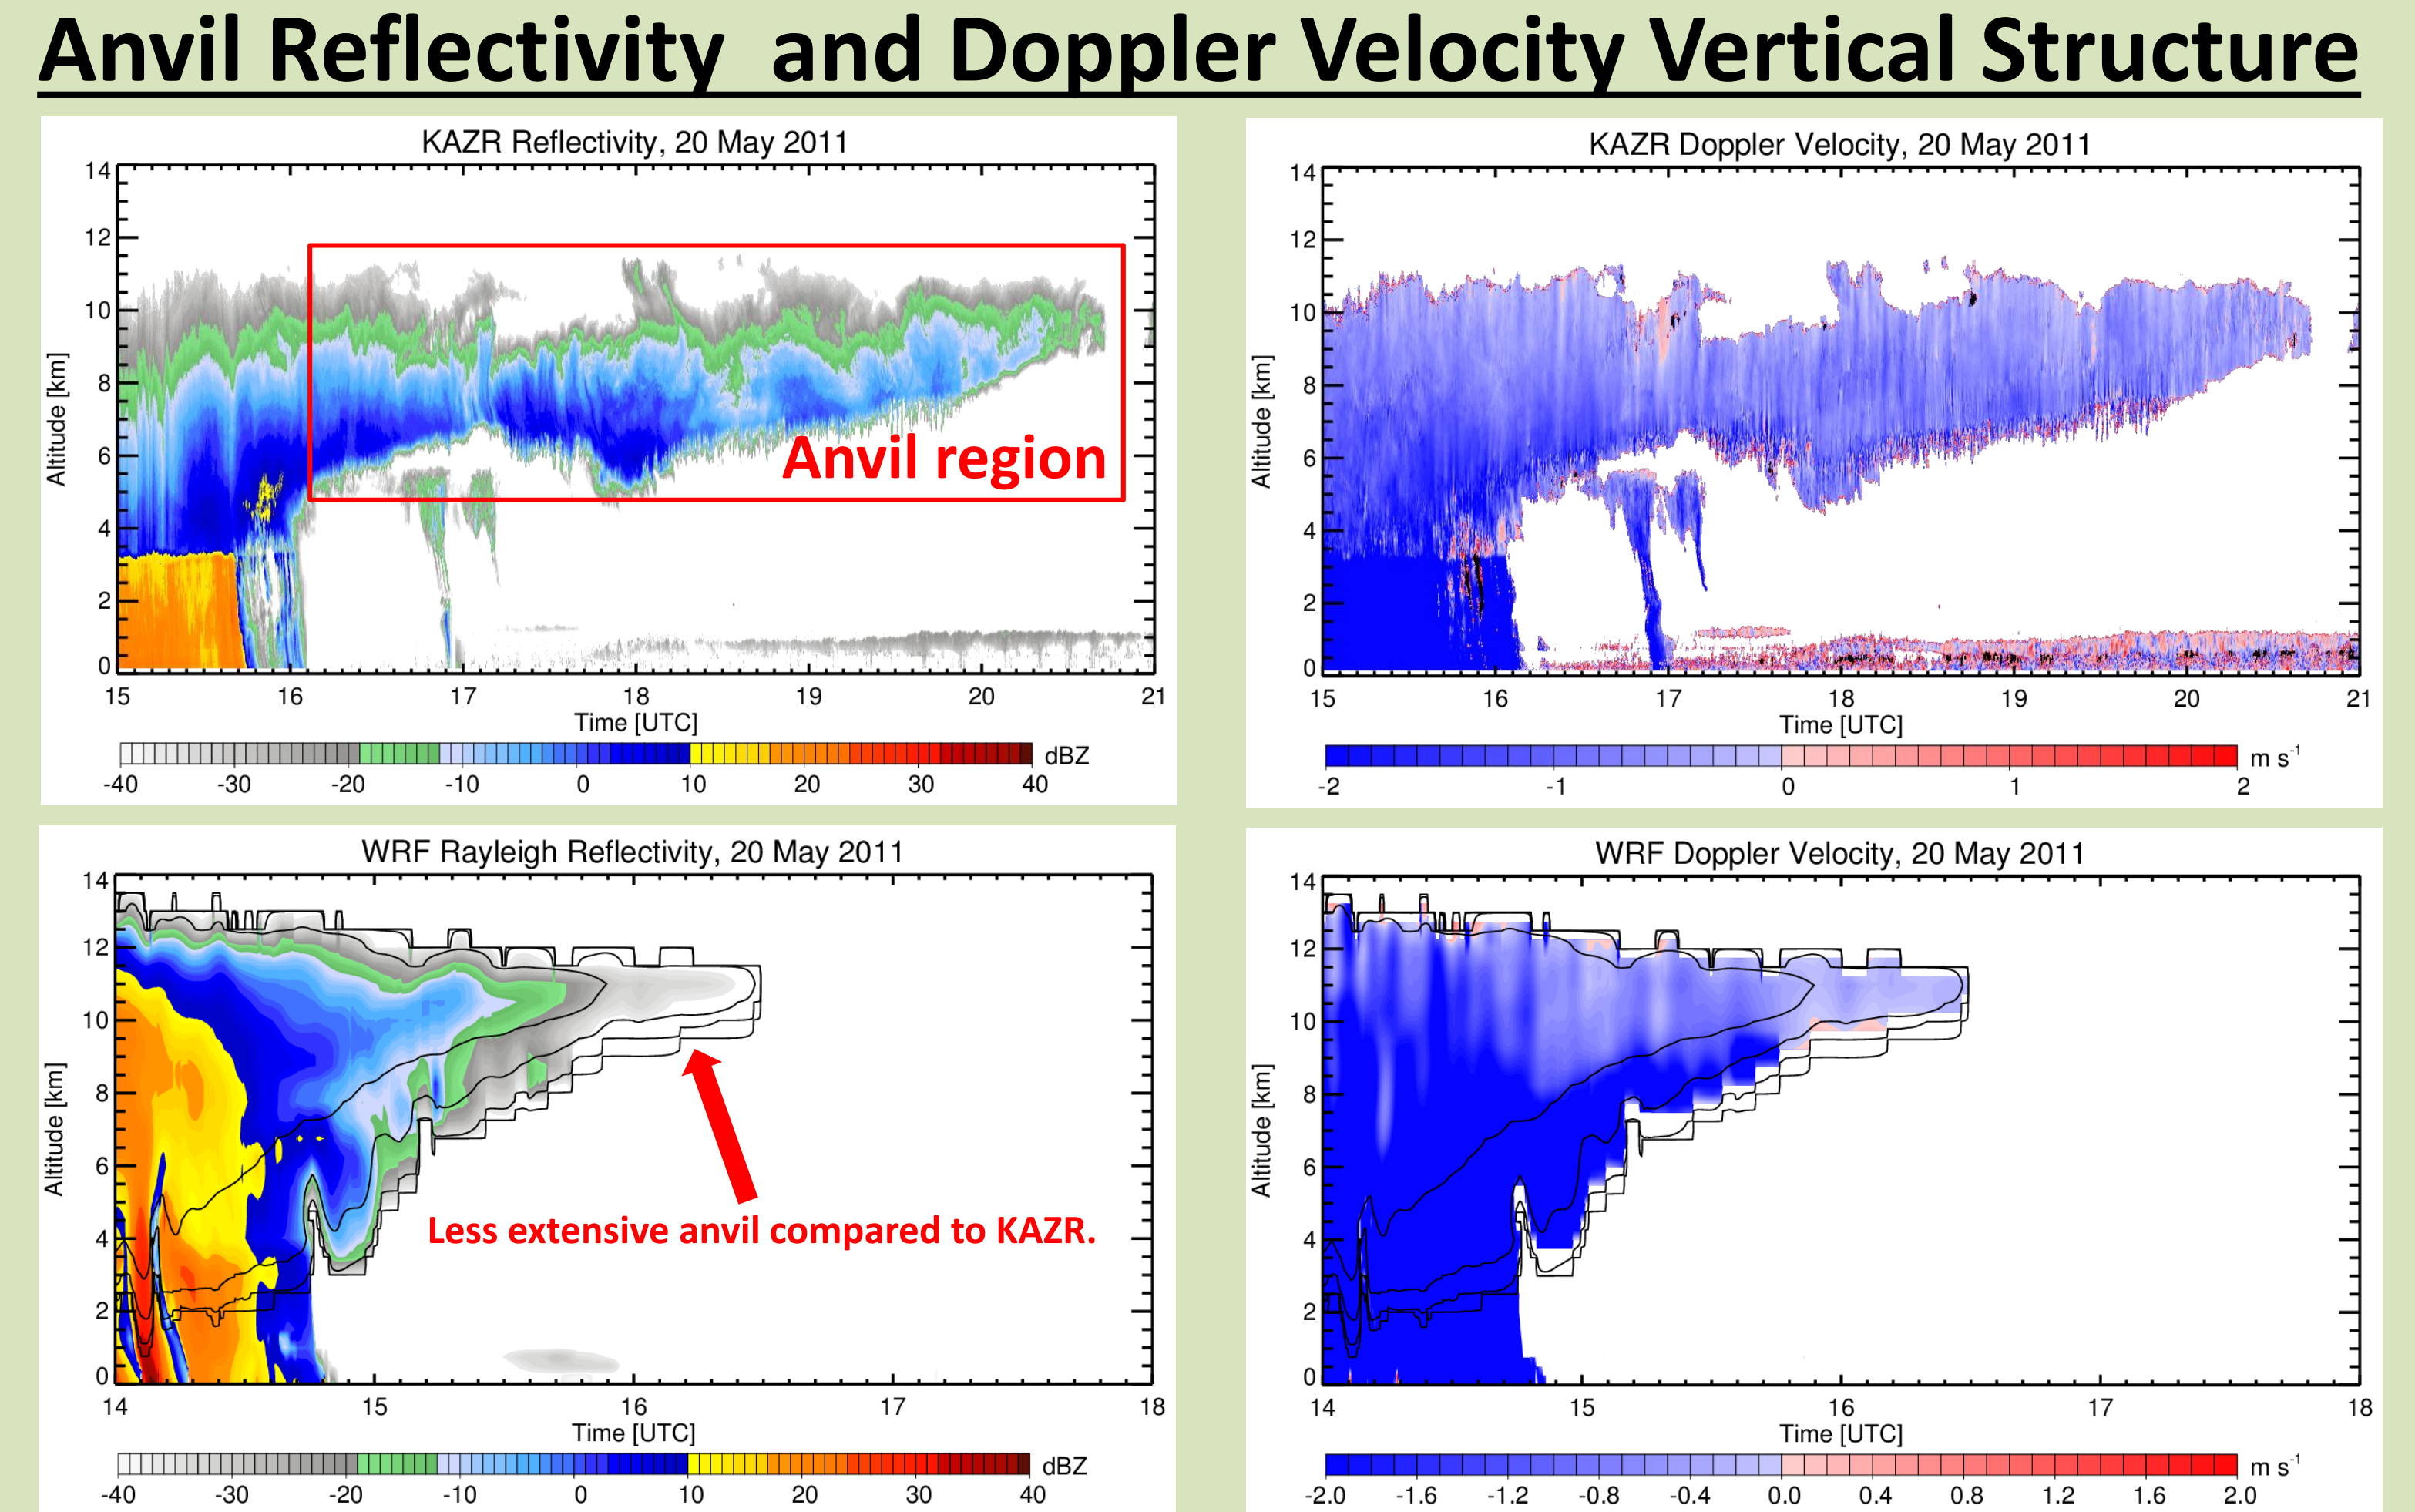 Anvil Reflectivity and Doppler Velocity Vertical Structure
KAZR Reflectivity, 20 May 2011
14
12
10
8
6
4
2
0
Altitude [km]
Anvil region
15 16 17 18 19 20 21
Time [UTC]
-40 -30 -20 -10 0 10 20 30 40 dBZ
KAZR Doppler Velocity, 20 May 2011
14
12
10
8
6
4
2
0
Altitude [km]
15 16 17 18 19 20 21
Time [UTC]
-2 -1 0 1 2 m s-1
WRF Rayleigh Reflectivity, 20 May 2011
14
12
10
8
6
4
2
0
Altitude [km]
Less extensive anvil compared to KAZR.
14 15 16 17 18
Time [UTC]
-40 -30 -20 -10 0 10 20 30 40 dBZ
WRF Doppler Velocity, 20 May 2011
14
12
10
8
6
4
2
0
Altitude [km]
14 15 16 17 18
Time [UTC]
-2.0 -1.6 -1.2 -0.8 -0.4 0.0 0.4 0.8 1.2 1.6 2.0 m s-1